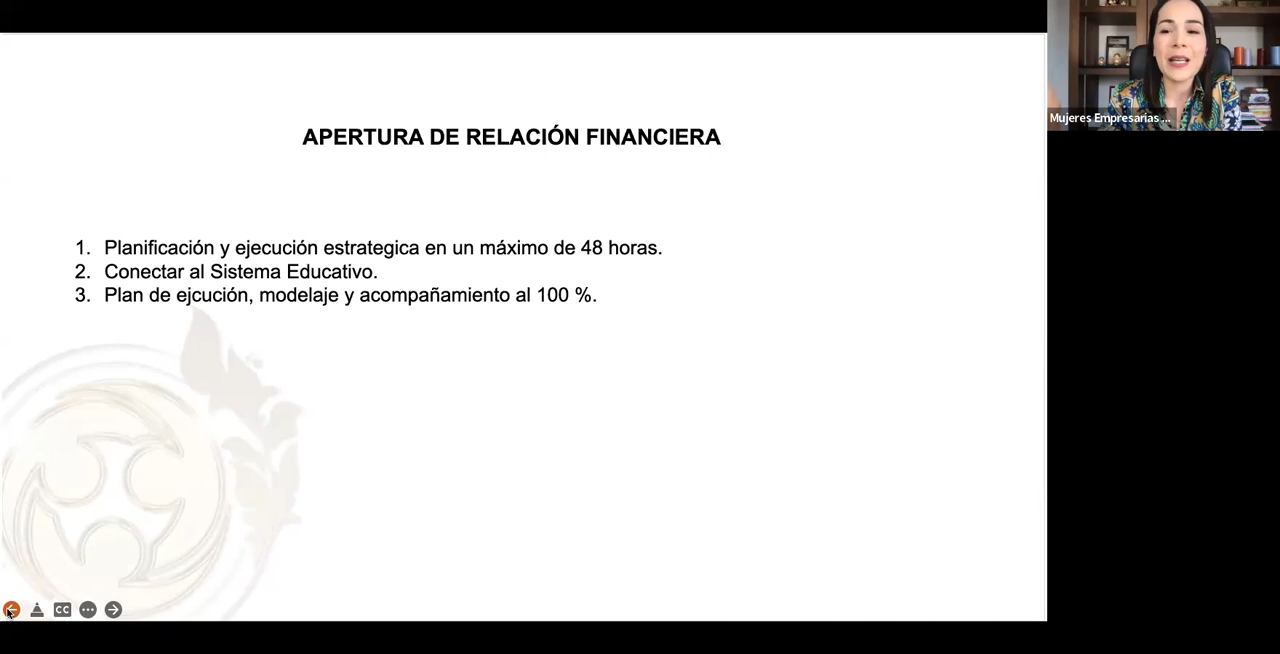 APERTURA DE RELACIÓN FINANCIERA
1. Planificación y ejecución estrategica en un máximo de 48 horas.
2. Conectar al Sistema Educativo.
3. Plan de ejcución, modelaje y acompañamiento al 100 %.
Mujeres Empresarias ...
CC